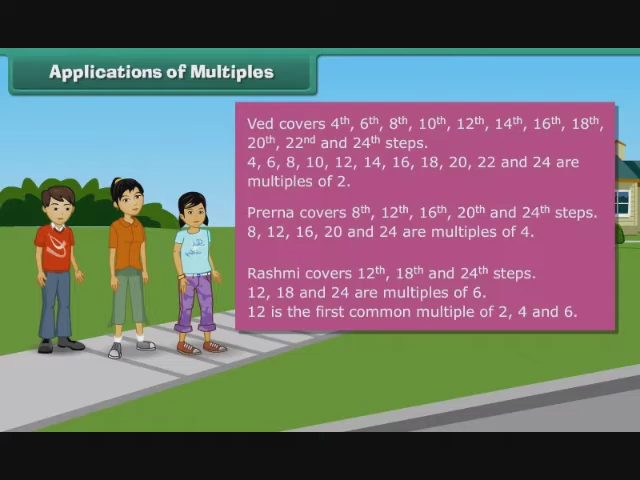 Applications of Multiples
Ved covers 4th, 6th, 8th, 10th, 12th, 14th, 16th, 18th,
20th, 22nd and 24th steps.
4, 6, 8, 10, 12, 14, 16, 18, 20, 22 and 24 are
multiples of 2.
Prerna covers 8th, 12th, 16th, 20th and 24th steps.
8, 12, 16, 20 and 24 are multiples of 4.
Rashmi covers 12th, 18th and 24th steps.
12, 18 and 24 are multiples of 6.
12 is the first common multiple of 2, 4 and 6.